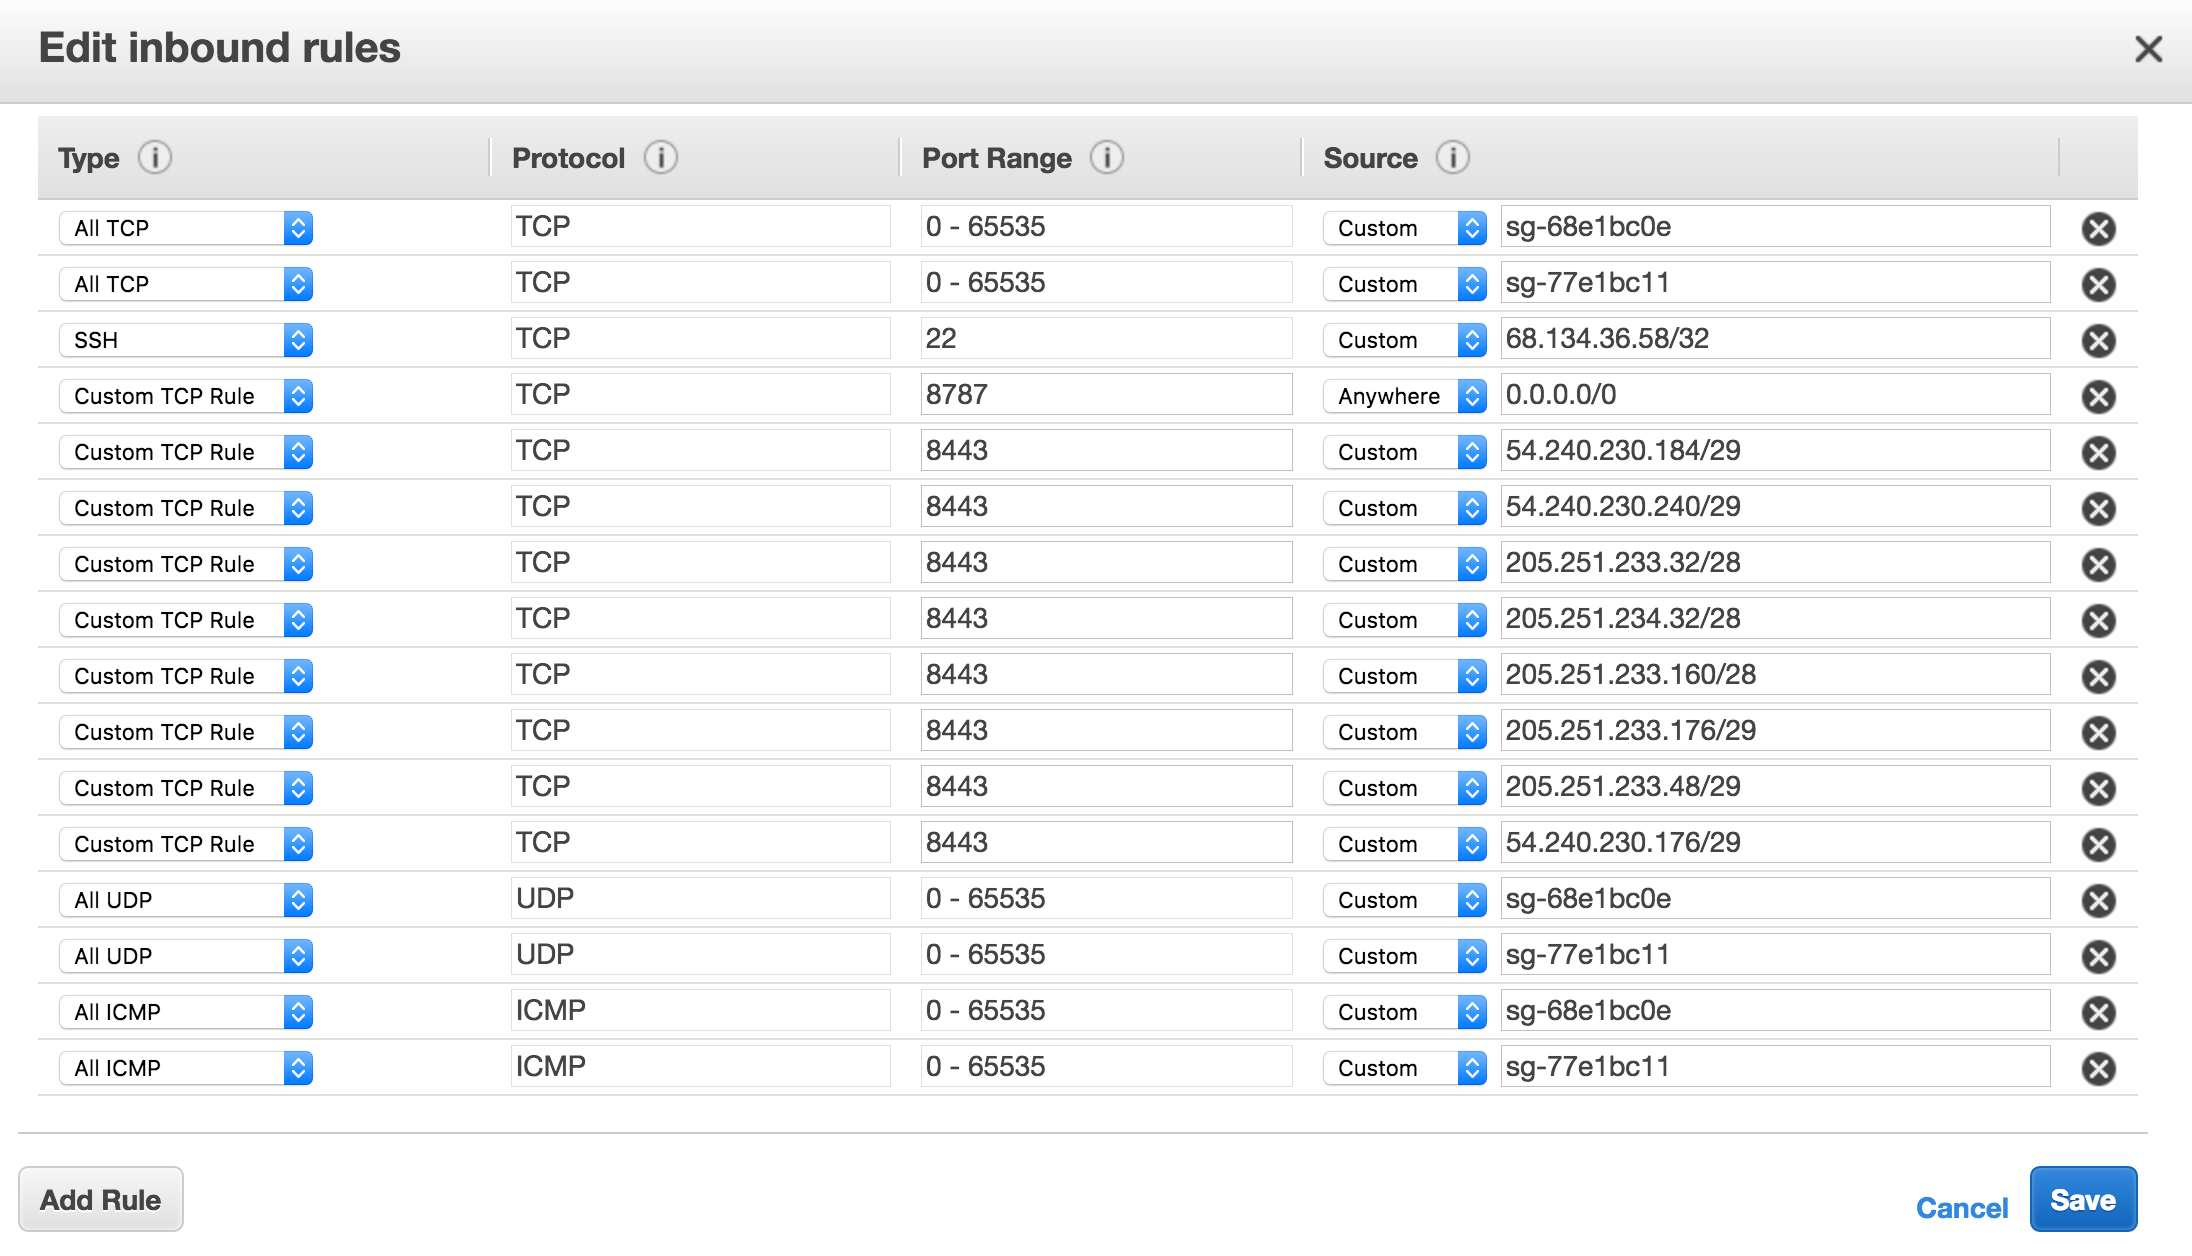 Edit inbound rules
Type Protocol Port Range Source
All TCP TCP 0 - 65535 Custom sg-68e1bc0e
All TCP TCP 0 - 65535 Custom sg-77e1bc11
SSH TCP 22 Custom 68.134.36.58/32
Custom TCP Rule TCP 8787 Anywhere 0.0.0.0/0
Custom TCP Rule TCP 8443 Custom 54.240.230.184/29
Custom TCP Rule TCP 8443 Custom 54.240.230.240/29
Custom TCP Rule TCP 8443 Custom 205.251.233.32/28
Custom TCP Rule TCP 8443 Custom 205.251.234.32/28
Custom TCP Rule TCP 8443 Custom 205.251.233.160/28
Custom TCP Rule TCP 8443 Custom 205.251.233.176/29
Custom TCP Rule TCP 8443 Custom 205.251.233.48/29
Custom TCP Rule TCP 8443 Custom 54.240.230.176/29
All UDP UDP 0 - 65535 Custom sg-68e1bc0e
All UDP UDP 0 - 65535 Custom sg-77e1bc11
All ICMP ICMP 0 - 65535 Custom sg-68e1bc0e
All ICMP ICMP 0 - 65535 Custom sg-77e1bc11
Add Rule Cancel Save